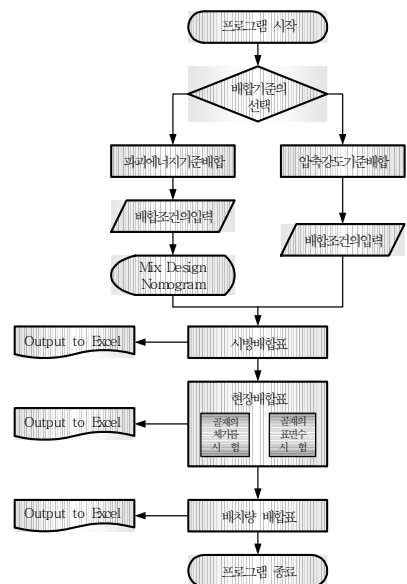 프로그램 시작
배합기준의
선택
파괴에너지기준배합
압축강도기준배합
배합조건의입력
배합조건의입력
Mix Design
Nomogram
Output to Excel
시방배합표
현장배합표
Output to Excel
골재의
체가름
시 험
골재의
표면수
시 험
Output to Excel
배치량 배합표
프로그램 종료